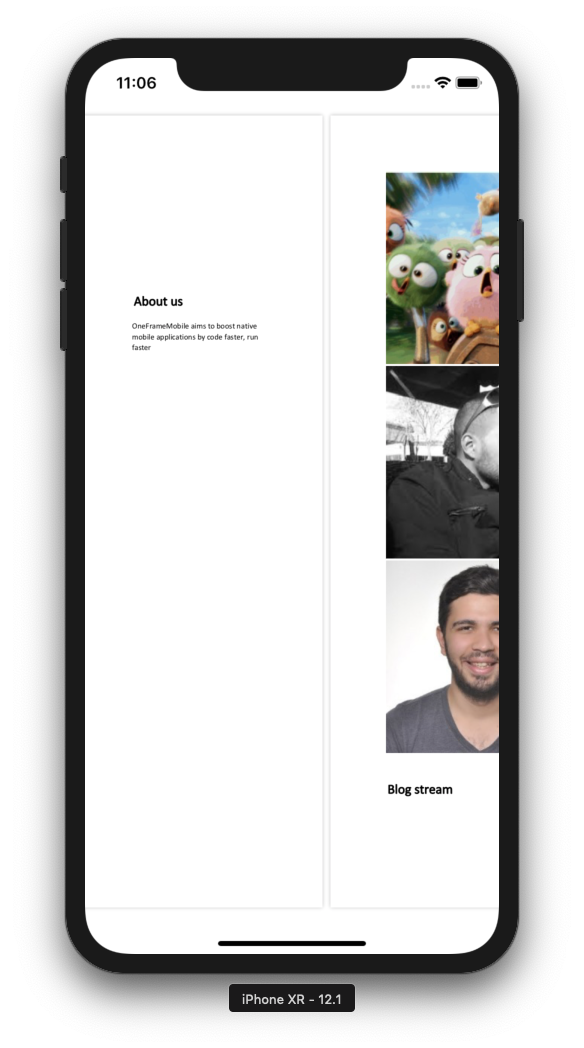 11:06
About us
OneFrameMobile aims to boost native
mobile applications by code faster, run
faster
Blog stream
iPhone XR - 12.1